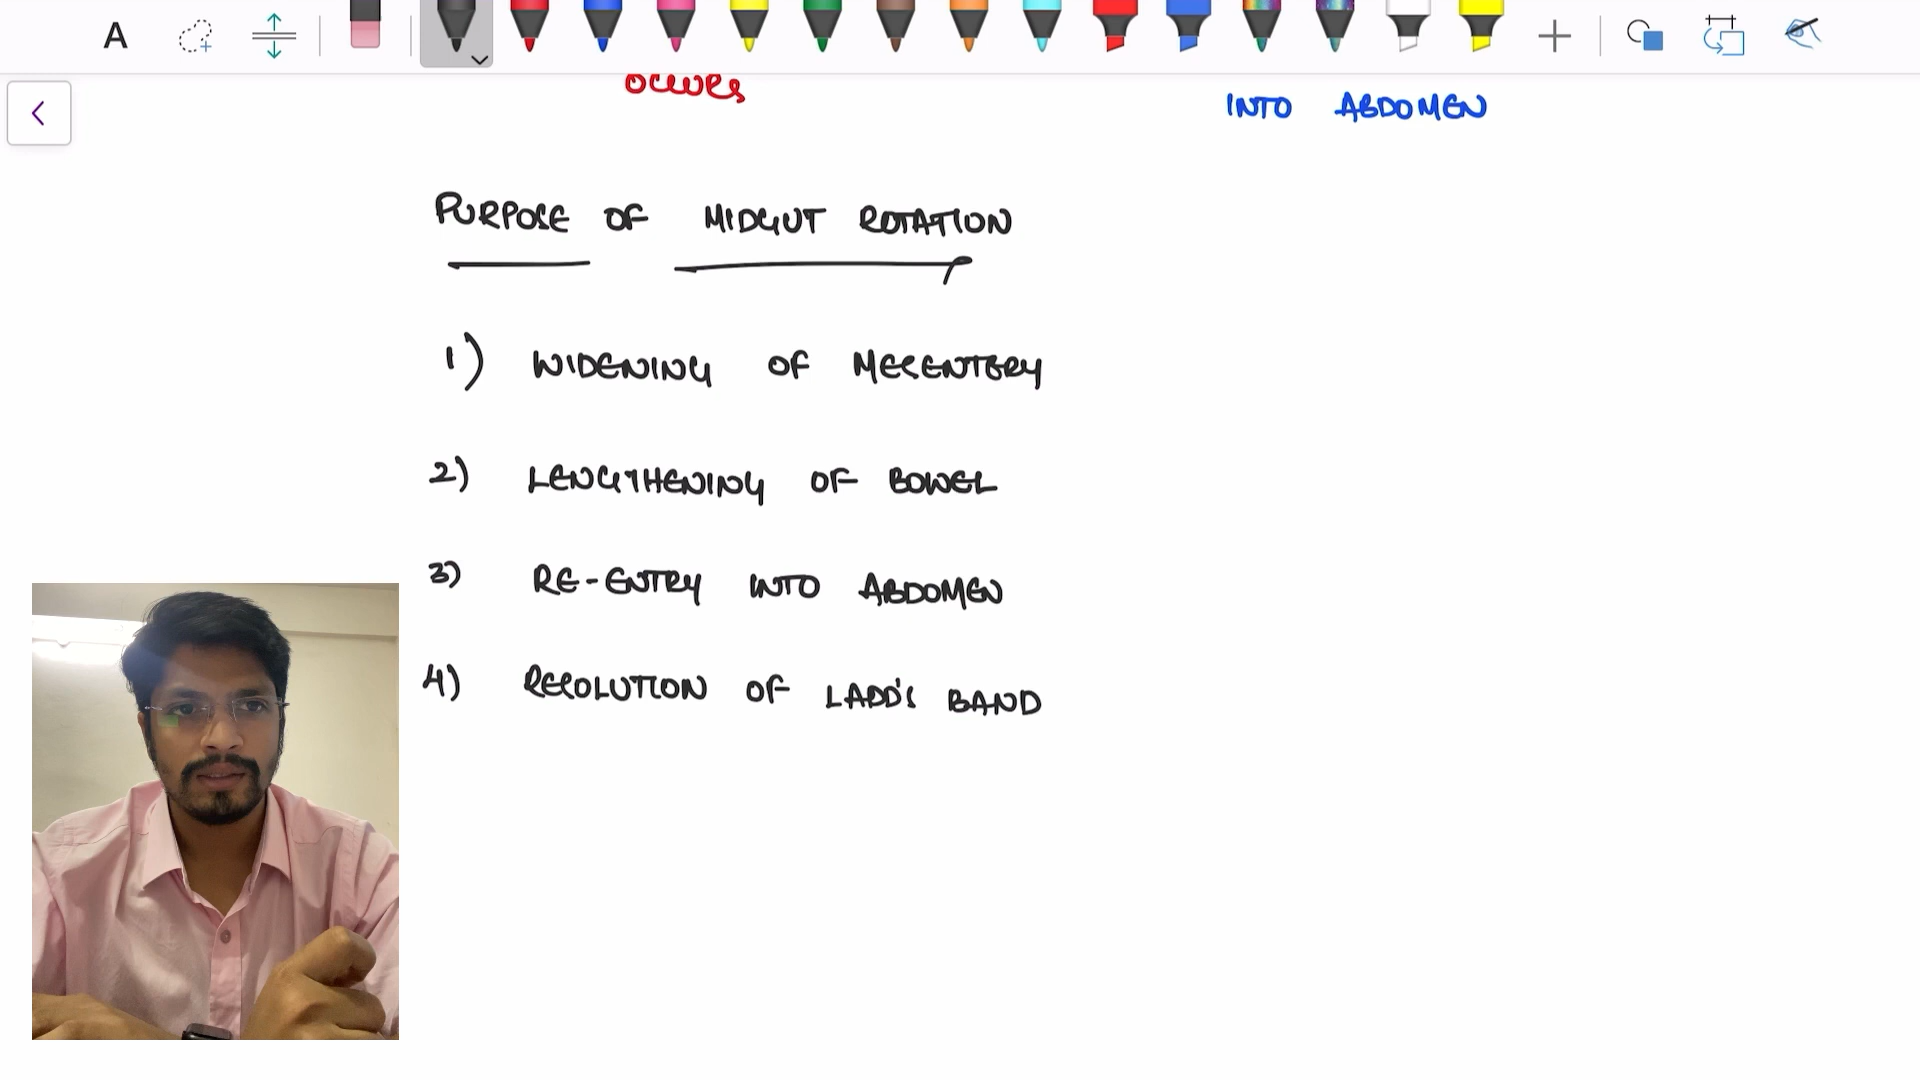 A
OCCURS
INTO ABDOMEN
PURPOSE OF MIDGUT ROTATION
1) WIDENING OF MESENTERY
2) LENGTHENING OF BOWEL
3) RE-ENTRY INTO ABDOMEN
4) RESOLUTION OF LADD'S BAND